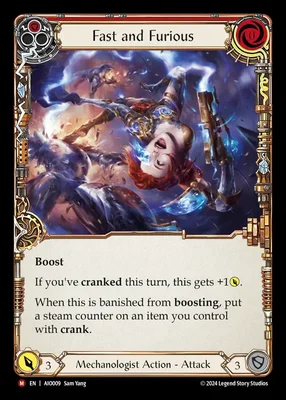 Fast and Furious
Boost
If you've cranked this turn, this gets +1.
When this is banished from boosting, put
a steam counter on an item you control
with crank.
3
Mechanologist Action - Attack
3
M EN | AIO009 Sam Yang
© 2024 Legend Story Studios